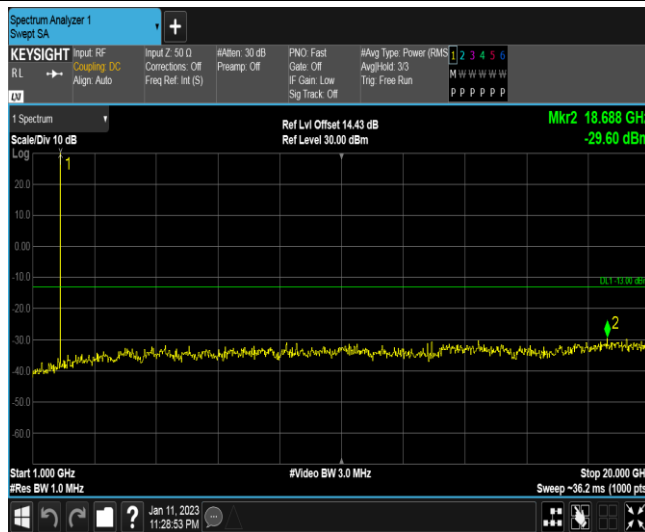 Spectrum Analyzer 1
Swept SA
+
KEYSIGHT
RL
LXI
Input: RF
Coupling: DC
Align: Auto
Input Z: 50 Ω
Corrections: Off
Freq Ref: Int (S)
#Atten: 30 dB
Preamp: Off
PNO: Fast
Gate: Off
IF Gain: Low
Sig Track: Off
#Avg Type: Power (RMS
Avg|Hold: 3/3
Trig: Free Run
1 2 3 4 5 6
M W W W W W
P P P P P P
1 Spectrum
Scale/Div 10 dB
Ref Lvl Offset 14.43 dB
Ref Level 30.00 dBm
Mkr2 18.688 GHz
-29.60 dBm
Log
1
20.0
10.0
0.00
-10.0
DL1 -13.00 dB
-20.0
2
-30.0
-40.0
-50.0
-60.0
Start 1.000 GHz
#Video BW 3.0 MHz
Stop 20.000 GH
#Res BW 1.0 MHz
Sweep ~36.2 ms (1000 pts
?
Jan 11, 2023
11:28:53 PM